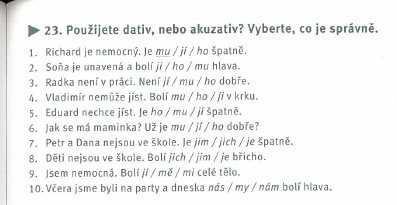 ▶ 23. Použijete dativ, nebo akuzativ? Vyberte, co je správně.
1. Richard je nemocný. Je mu / jí / ho špatně.
2. Soňa je unavená a bolí ji / ho / mu hlava.
3. Radka není v práci. Není jí / mu / ho dobře.
4. Vladimír nemůže jíst. Bolí mu / ho / ji v krku.
5. Eduard nechce jíst. Je ho / mu / jí špatně.
6. Jak se má maminka? Už je mu / jí / ho dobře?
7. Petr a Dana nejsou ve škole. Je jim / jich / je špatně.
8. Děti nejsou ve škole. Bolí jich / jim / je břicho.
9. Jsem nemocná. Bolí ji / mě / mi celé tělo.
10. Včera jsme byli na party a dneska nás / my / nám bolí hlava.